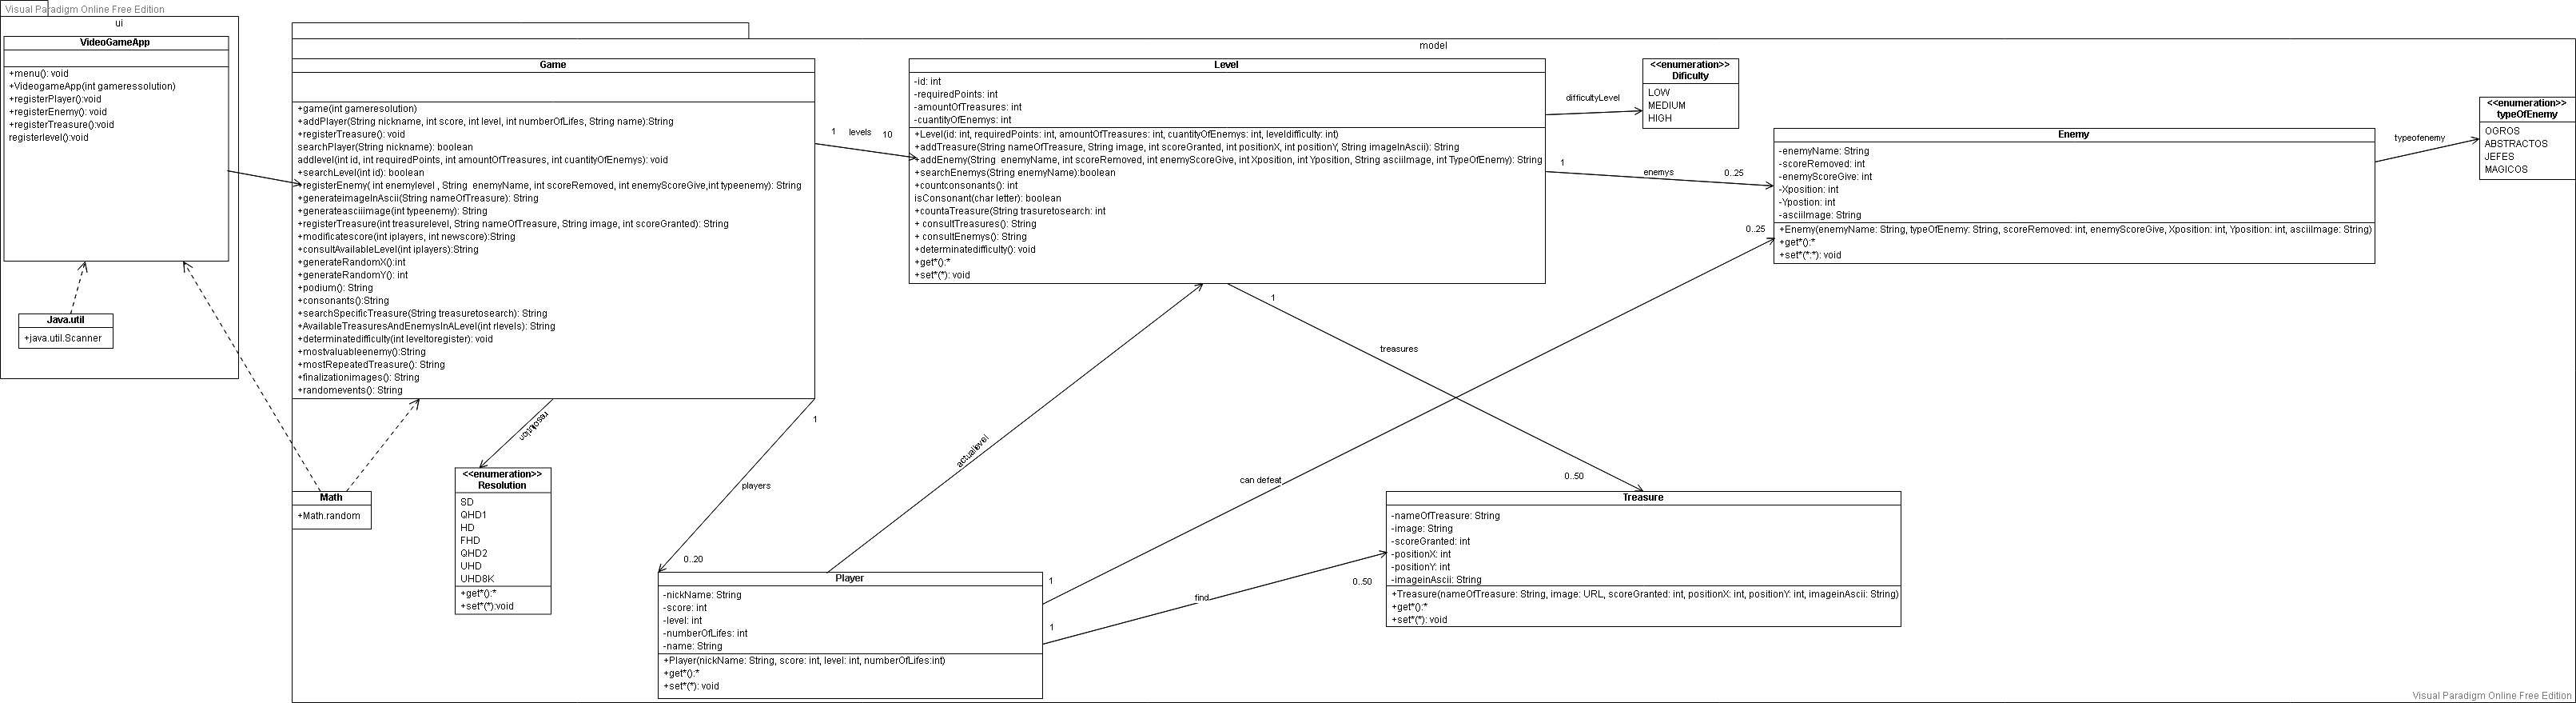 Visual Paradigm Online Free Edition
ui
VideoGameApp
+menu(): void
+VideogameApp(int gameressolution)
+registerPlayer():void
+registerEnemy(): void
+registerTreasure():void
registerlevel():void
Java.util
+java.util.Scanner
model
Game
+game(int gameresolution)
+addPlayer(String nickname, int score, int level, int numberOfLifes, String name):String
+registerTreasure(): void
searchPlayer(String nickname): boolean
addlevel(int id, int requiredPoints, int amountOfTreasures, int cuantityOfEnemys): void
+searchLevel(int id): boolean
+registerEnemy( int enemylevel , String  enemyName, int scoreRemoved, int enemyScoreGive,int typeenemy): String
+generateimageInAscii(String nameOfTreasure): String
+generateasciiimage(int typeenemy): String
+registerTreasure(int treasurelevel, String nameOfTreasure, String image, int scoreGranted): String
+modificatescore(int iplayers, int newscore):String
+consultAvailableLevel(int iplayers):String
+generateRandomX():int
+generateRandomY(): int
+podium(): String
+consonants():String
+searchSpecificTreasure(String treasuretosearch): String
+AvailableTreasuresAndEnemysInALevel(int rlevels): String
+determinatedifficulty(int leveltoregister): void
+mostvaluableenemy():String
+mostRepeatedTreasure(): String
+finalizationimages(): String
+randomevents(): String
1 levels 10
Level
-id: int
-requiredPoints: int
-amountOfTreasures: int
-cuantityOfEnemys: int
+Level(id: int, requiredPoints: int, amountOfTreasures: int, cuantityOfEnemys: int, leveldifficulty: int)
+addTreasure(String nameOfTreasure, String image, int scoreGranted, int positionX, int positionY, String imageInAscii): String
+addEnemy(String  enemyName, int scoreRemoved, int enemyScoreGive, int Xposition, int Yposition, String asciiImage, int TypeOfEnemy): String
+searchEnemys(String enemyName):boolean
+countconsonants(): int
isConsonant(char letter): boolean
+countaTreasure(String trasuretosearch: int
+ consultTreasures(): String
+ consultEnemys(): String
+determinatedifficulty(): void
+get*():*
+set*(*): void
difficultyLevel
<<enumeration>>
Dificulty
LOW
MEDIUM
HIGH
1
enemys
0..25
Enemy
-enemyName: String
-scoreRemoved: int
-enemyScoreGive: int
-Xposition: int
-Ypostion: int
-asciiImage: String
+Enemy(enemyName: String, typeOfEnemy: String, scoreRemoved: int, enemyScoreGive, Xposition: int, Yposition: int, asciiImage: String)
+get*():*
+set*(*:*): void
typeofenemy
<<enumeration>>
typeOfEnemy
OGROS
ABSTRACTOS
JEFES
MAGICOS
0..25
1
treasures
0..50
Math
+Math.random
resolution
<<enumeration>>
Resolution
SD
QHD1
HD
FHD
QHD2
UHD
UHD8K
+get*():*
+set*(*):void
1
players
0..20
actuallevel
can defeat
1
find
1
0..50
Player
-nickName: String
-score: int
-level: int
-numberOfLifes: int
-name: String
+Player(nickName: String, score: int, level: int, numberOfLifes:int)
+get*():*
+set*(*): void
Treasure
-nameOfTreasure: String
-image: String
-scoreGranted: int
-positionX: int
-positionY: int
-imageinAscii: String
+Treasure(nameOfTreasure: String, image: URL, scoreGranted: int, positionX: int, positionY: int, imageinAscii: String)
+get*():*
+set*(*): void
Visual Paradigm Online Free Edition